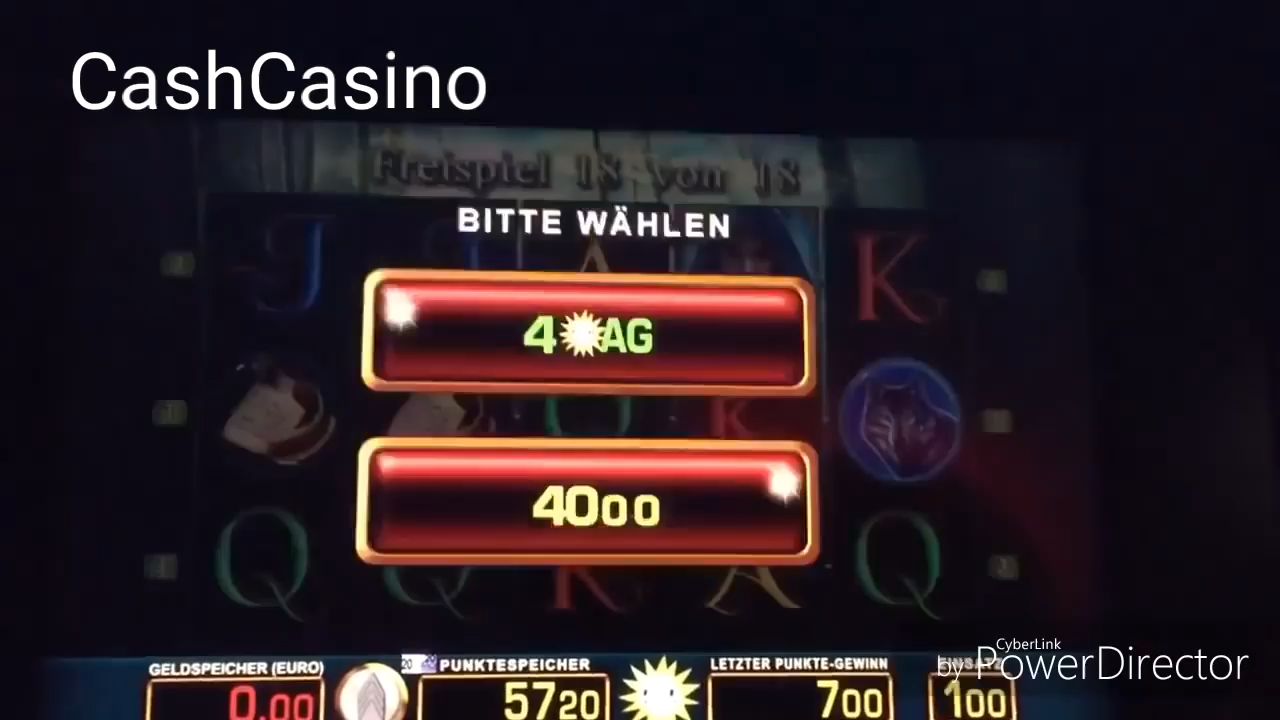 CashCasino
Freispiel 18 von 18
BITTE WÄHLEN
J J A K
4 AG
K
4000
Q Q K A Q
GELDSPEICHER (EURO) PUNKTESPEICHER LETZTER PUNKTE-GEWINN
0.00 5720 700 100
CyberLink
by PowerDirector